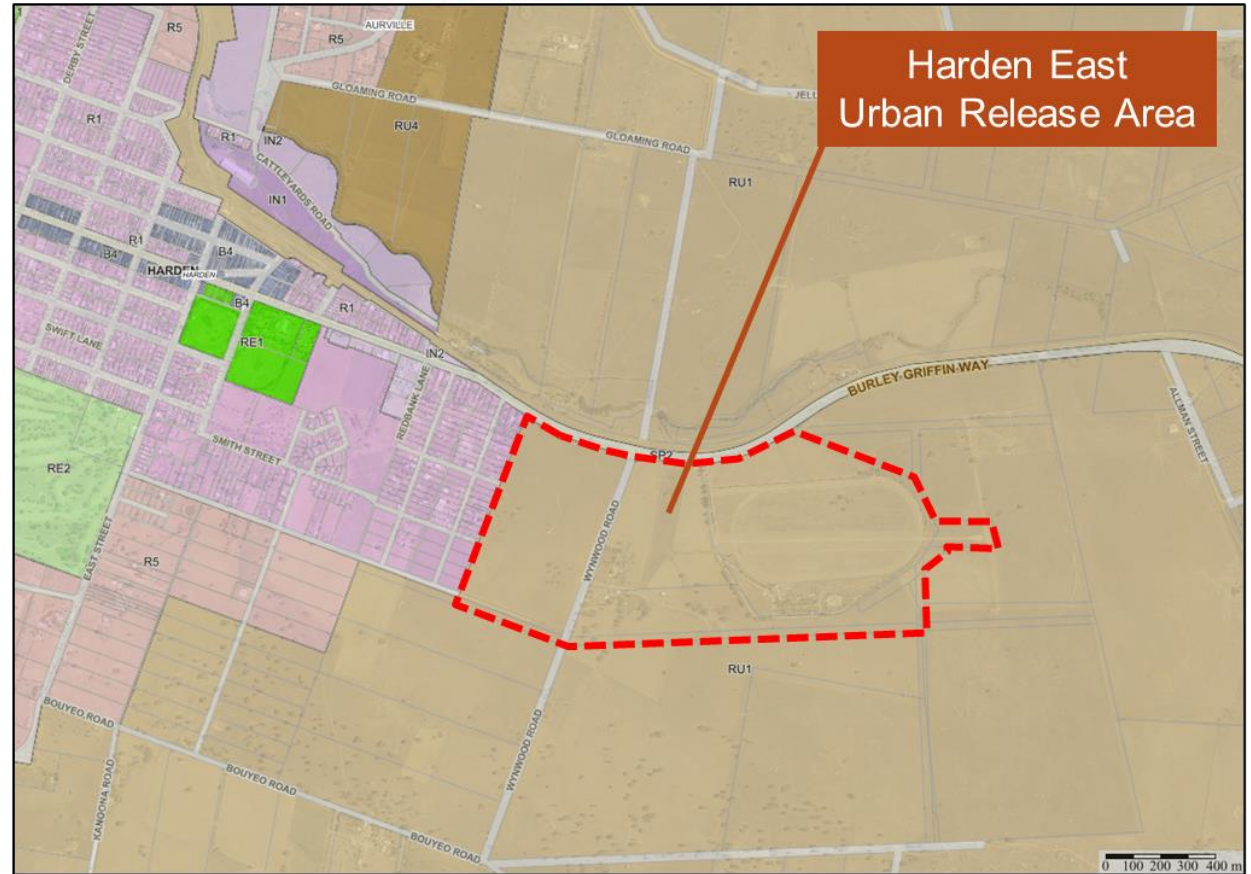 R5
AURVILLE
R5
DERBY STREET
Harden East
Urban Release Area
GLOAMING ROAD
RU4
JELL
R1
R1
IN2
GLOAMING ROAD
CATTLEYARDS ROAD
RU1
IN1
R1
B4
B4
HARDEN
HARDEN
B4
R1
RE1
SWIFT LANE
IN2
REDBANK LANE
BURLEY GRIFFIN WAY
ALLMAN STREET
SMITH STREET
SP2
RE2
WYNWOOD ROAD
EAST STREET
R5
RU1
BOUYEO ROAD
WYNWOOD ROAD
KANOONA ROAD
BOUYEO ROAD
BOUYEO ROAD
0 100 200 300 400 m